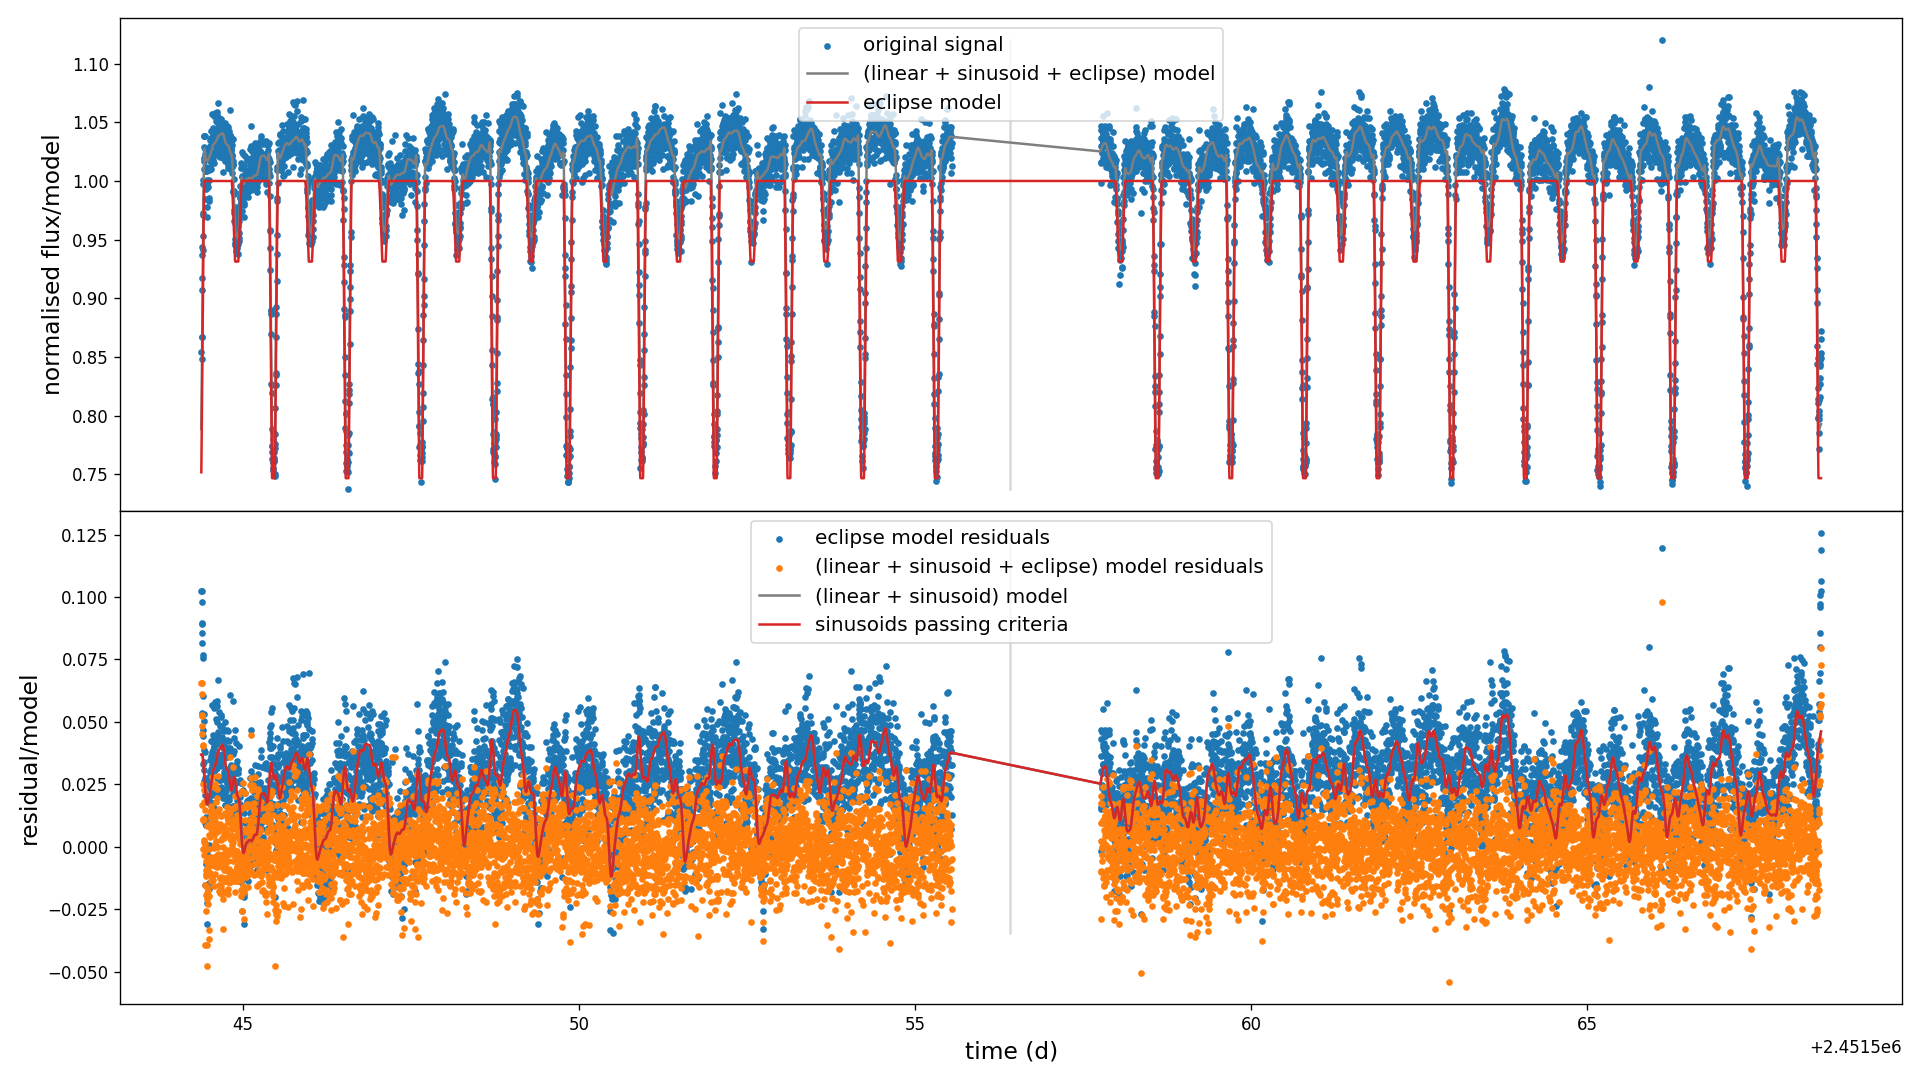 original signal
(linear + sinusoid + eclipse) model
eclipse model
normalised flux/model
1.10
1.05
1.00
0.95
0.90
0.85
0.80
0.75
eclipse model residuals
(linear + sinusoid + eclipse) model residuals
(linear + sinusoid) model
sinusoids passing criteria
residual/model
0.125
0.100
0.075
0.050
0.025
0.000
−0.025
−0.050
45
50
55
60
65
time (d)
+2.4515e6